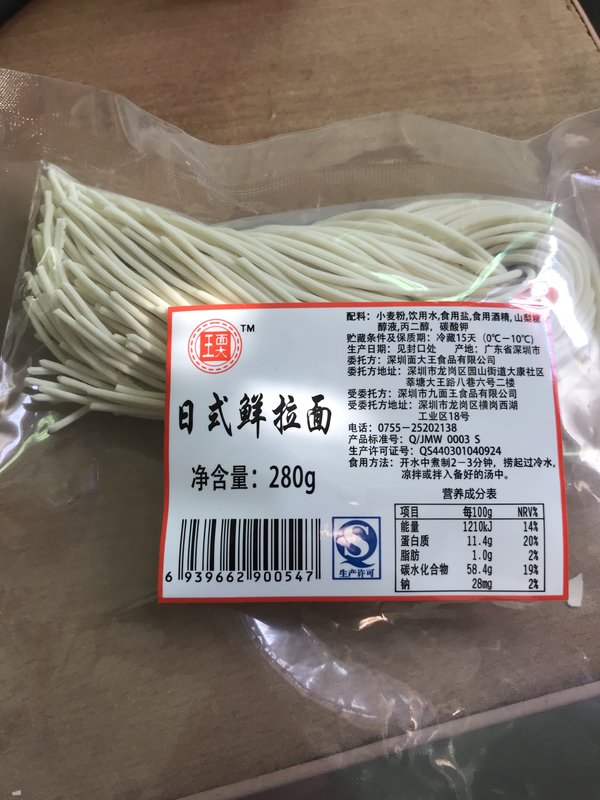 面大王
TM
日式鲜拉面
净含量: 280g
6 939662 900547
生产许可
配料: 小麦粉,饮用水,食用盐,食用酒精,山梨糖
醇液,丙二醇, 碳酸钾
贮藏条件及保质期: 冷藏15天 (0℃-10℃)
生产日期: 见封口处 产地: 广东省深圳市
委托方: 深圳面大王食品有限公司
委托方地址: 深圳市龙岗区园山街道大康社区
莘塘大王路八巷六号二楼
受委托方: 深圳市九面王食品有限公司
受委托方地址: 深圳市龙岗区横岗西湖
工业区18号
电话: 0755-25202138
产品标准号: Q/JMW 0003 S
生产许可证号: QS440301040924
食用方法: 开水中煮制2-3分钟, 捞起过冷水,
凉拌或拌入备好的汤中。
营养成分表
项目 每100g NRV%
能量 1210kJ 14%
蛋白质 11.4g 20%
脂肪 1.0g 2%
碳水化合物 58.4g 19%
钠 28mg 2%